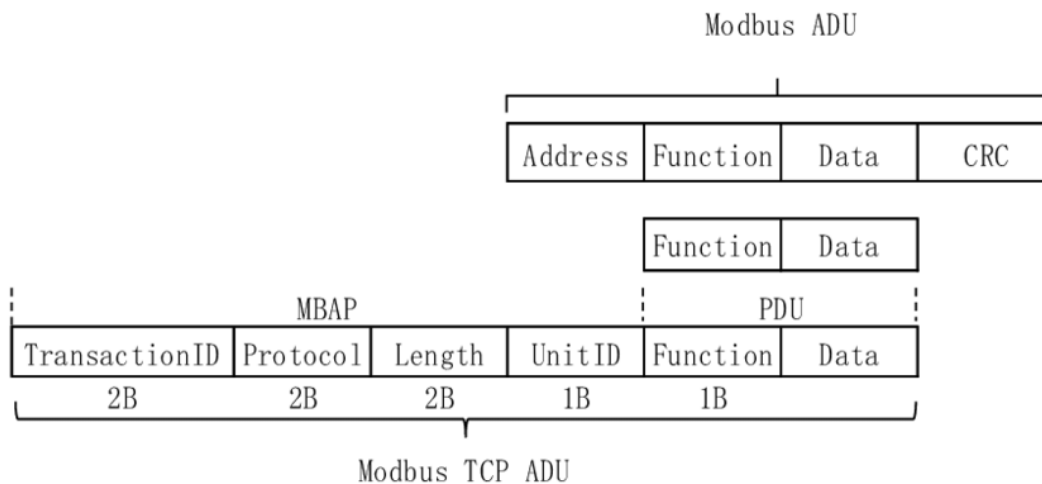 Modbus ADU
Address Function Data CRC
Function Data
MBAP PDU
TransactionID Protocol Length UnitID Function Data
2B 2B 2B 1B 1B
Modbus TCP ADU